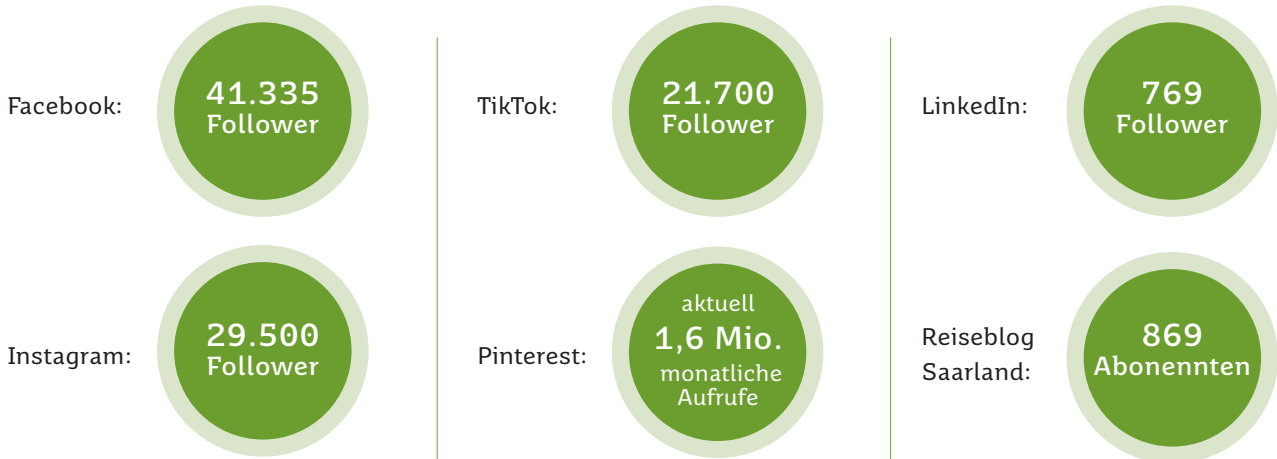 Facebook:
41.335
Follower
Instagram:
29.500
Follower
TikTok:
21.700
Follower
Pinterest:
aktuell
1,6 Mio.
monatliche
Aufrufe
LinkedIn:
769
Follower
Reiseblog
Saarland:
869
Abonennten